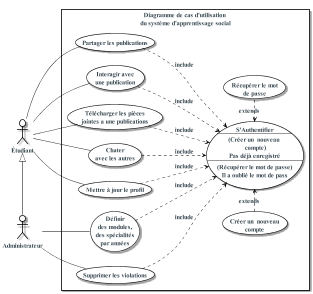 Diagramme de cas d'utilisation
du système d'apprentissage social
Partager les publications
include
Interagir avec
une publication
include
Récupérer le mot
de passe
extends
Télécharger les pièces
jointes a une publications
include
S'Authentifier
(Créer un nouveau
compte)
Pas déjà enregistré
(Récupérer le mot de passe)
Il a oublié le mot de pass
Étudiant
Chater
avec les autres
include
Mettre à jour le profil
include
extends
Créer un nouveau
compte
Définir
des modules,
des spécialités
par années
include
Administrateur
include
Supprimer les violations